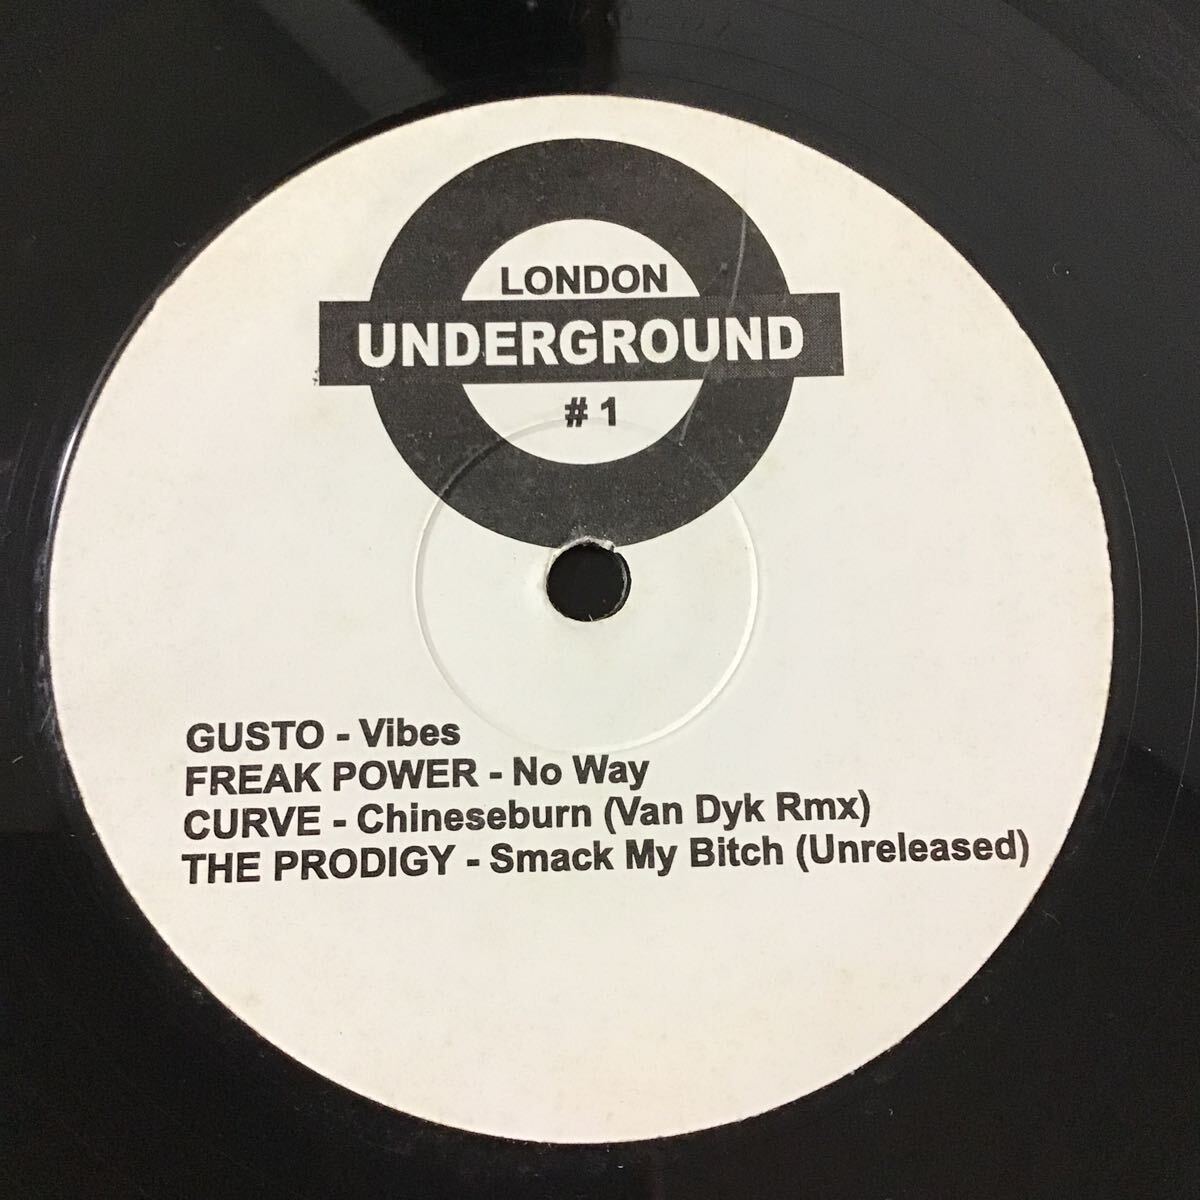 LONDON
UNDERGROUND
# 1
GUSTO - Vibes
FREAK POWER - No Way
CURVE - Chineseburn (Van Dyk Rmx)
THE PRODIGY - Smack My Bitch (Unreleased)